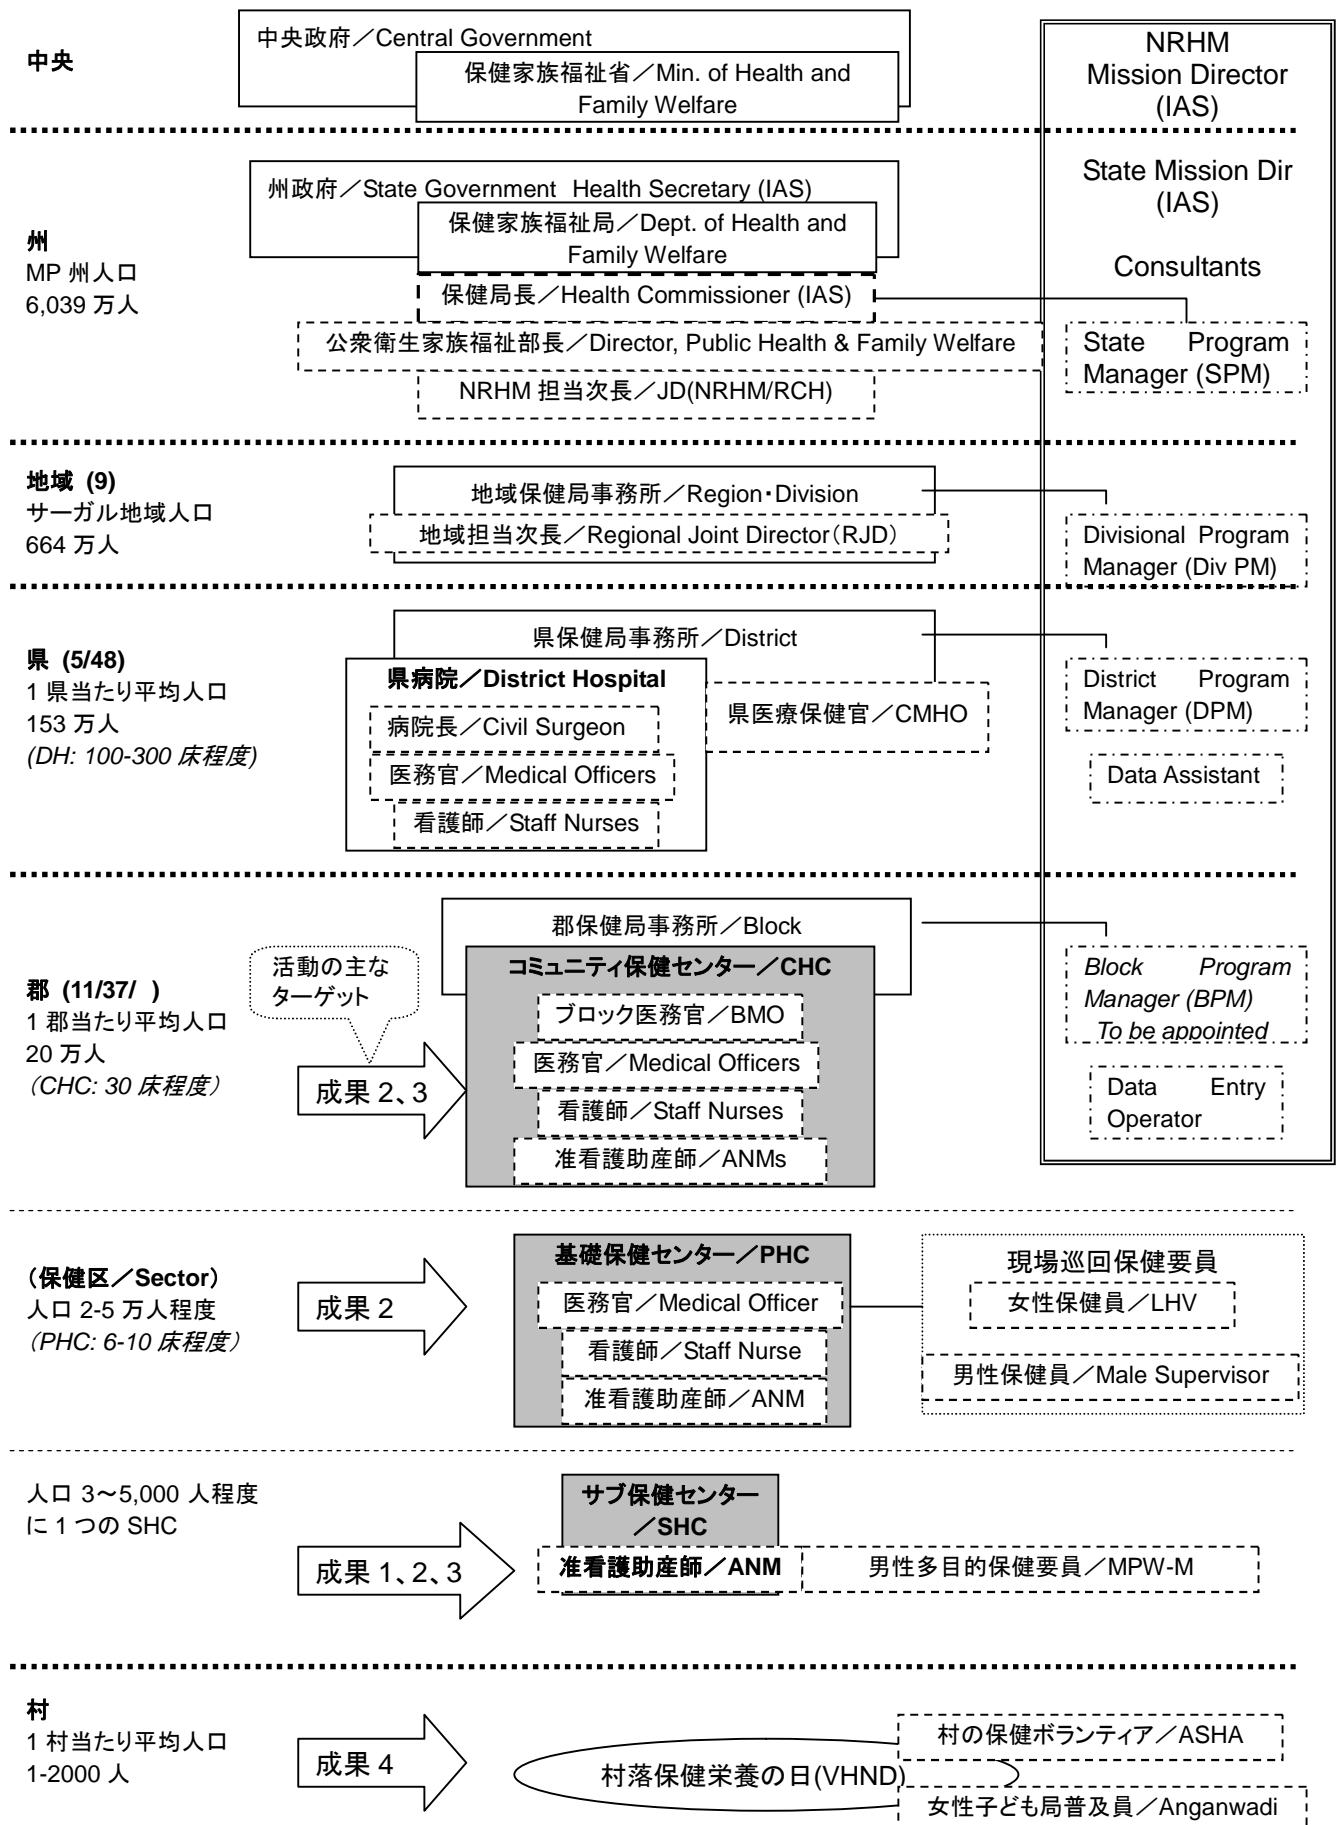 中央
中央政府／Central Government
保健家族福祉省／Min. of Health and
Family Welfare
NRHM
Mission Director
(IAS)
州
MP 州人口
6,039 万人
州政府／State Government Health Secretary (IAS)
保健家族福祉局／Dept. of Health and
Family Welfare
保健局長／Health Commissioner (IAS)
公衆衛生家族福祉部長／Director, Public Health & Family Welfare
NRHM 担当次長／JD(NRHM/RCH)
State Mission Dir
(IAS)
Consultants
State Program
Manager (SPM)
地域 (9)
サーガル地域人口
664 万人
地域保健局事務所／Region・Division
地域担当次長／Regional Joint Director（RJD）
Divisional Program
Manager (Div PM)
県 (5/48)
1 県当たり平均人口
153 万人
(DH: 100-300 床程度)
県保健局事務所／District
県病院／District Hospital
病院長／Civil Surgeon
医務官／Medical Officers
看護師／Staff Nurses
県医療保健官／CMHO
District Program
Manager (DPM)
Data Assistant
郡 (11/37/ )
1 郡当たり平均人口
20 万人
（CHC: 30 床程度）
活動の主な
ターゲット
成果 2、3
郡保健局事務所／Block
コミュニティ保健センター／CHC
ブロック医務官／BMO
医務官／Medical Officers
看護師／Staff Nurses
准看護助産師／ANMs
Block Program
Manager (BPM)
To be appointed
Data Entry
Operator
（保健区／Sector）
人口 2-5 万人程度
（PHC: 6-10 床程度）
成果 2
基礎保健センター／PHC
医務官／Medical Officer
看護師／Staff Nurse
准看護助産師／ANM
現場巡回保健要員
女性保健員／LHV
男性保健員／Male Supervisor
人口 3～5,000 人程度
に 1 つの SHC
成果 1、2、3
サブ保健センター
／SHC
准看護助産師／ANM
男性多目的保健要員／MPW-M
村
1 村当たり平均人口
1-2000 人
成果 4
村落保健栄養の日(VHND)
村の保健ボランティア／ASHA
女性子ども局普及員／Anganwadi